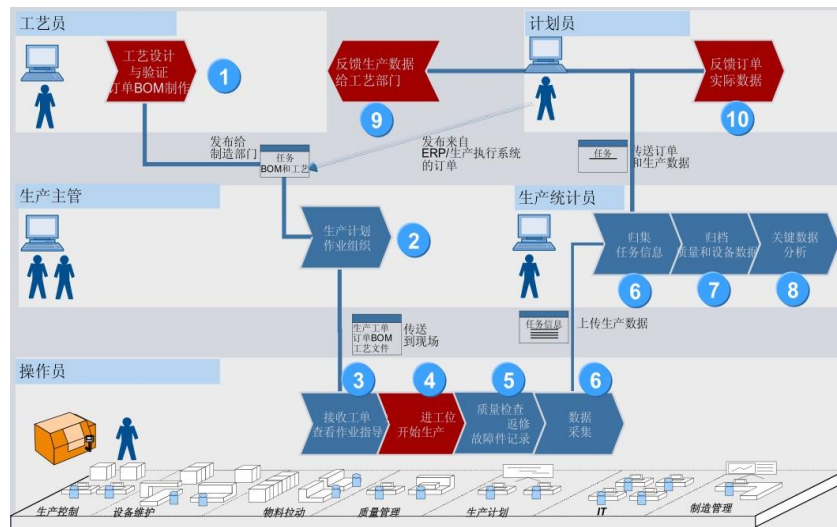 工艺员
计划员
工艺设计
与验证
订单BOM制作
1
反馈生产数据
给工艺部门
9
反馈订单
实际数据
10
发布给
制造部门
任务
BOM和工艺
发布来自
ERP/生产执行系统
的订单
任务
传送订单
和生产数据
生产主管
生产统计员
生产计划
作业组织
2
归集
任务信息
6
归档
质量和设备数据
7
关键数据
分析
8
生产工单
订单BOM
工艺文件
传送
到现场
任务信息
上传生产数据
操作员
3
接收工单
查看作业指导
4
进工位
开始生产
5
质量检查
返修
故障件记录
6
数据
采集
生产控制
设备维护
物料拉动
质量管理
生产计划
IT
制造管理